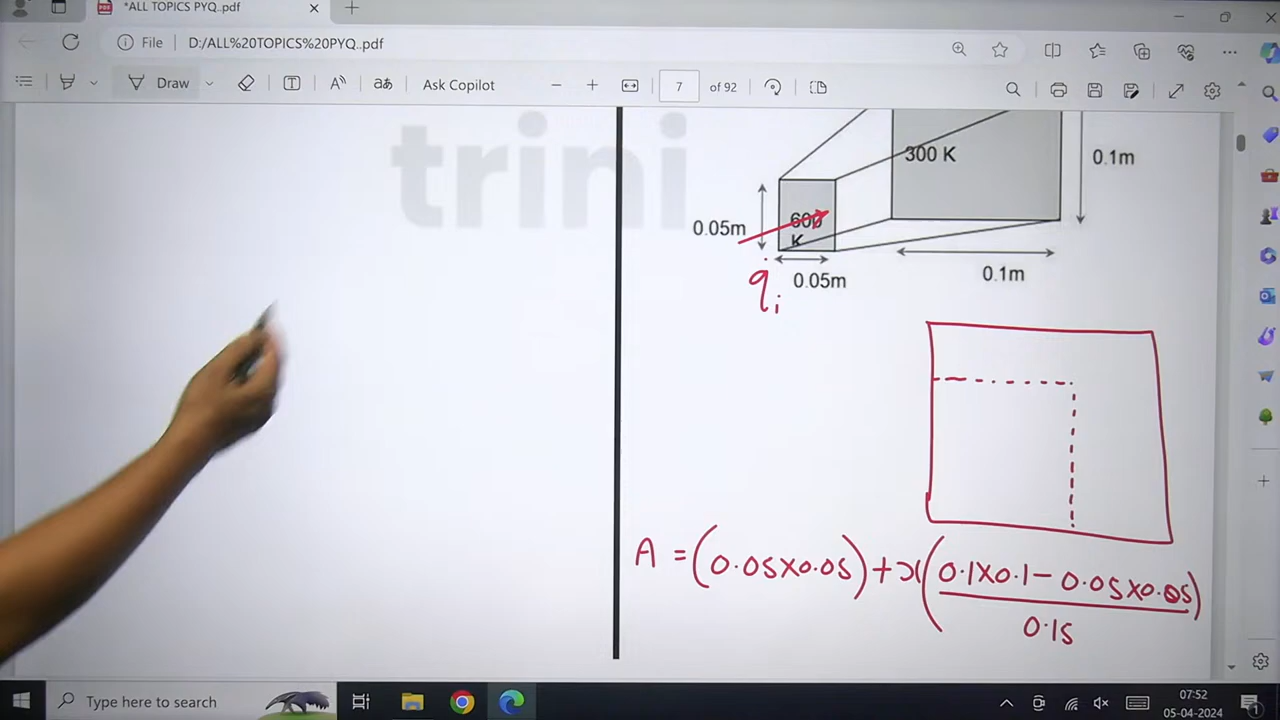 *ALL TOPICS PYQ..pdf
File D:/ALL%20TOPICS%20PYQ..pdf
Draw aあ Ask Copilot 7 of 92
trini
300 K
0.1m
0.05m
600
K
0.05m
0.1m
q̇i
A = (0.05×0.05) + x(0.1×0.1 - 0.05×0.05)
0.15
Type here to search
07:52
05-04-2024